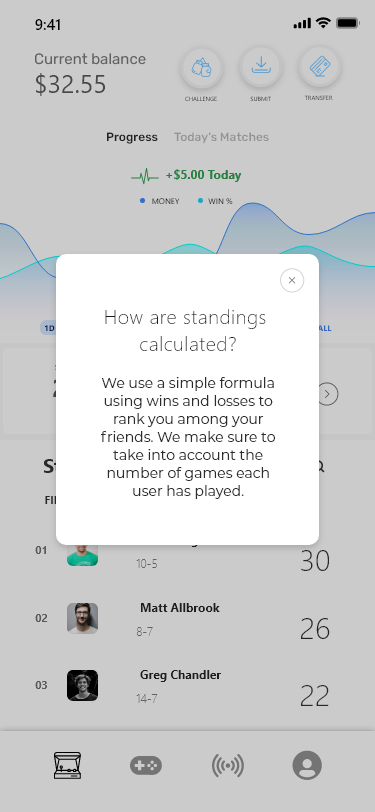 9:41
Current balance
$32.55
CHALLENGE
SUBMIT
TRANSFER
Progress
Today's Matches
+$5.00 Today
MONEY
WIN %
How are standings
calculated?
We use a simple formula
using wins and losses to
rank you among your
friends. We make sure to
take into account the
number of games each
user has played.
1D
ALL
01
10-5
30
02
Matt Allbrook
8-7
26
03
Greg Chandler
14-7
22